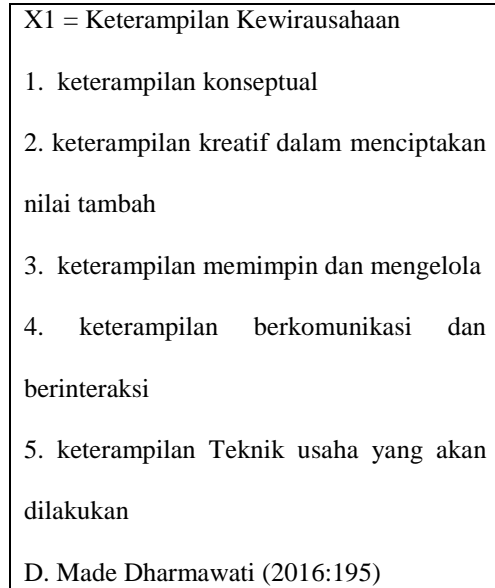 X1 = Keterampilan Kewirausahaan
1. keterampilan konseptual
2. keterampilan kreatif dalam menciptakan
nilai tambah
3. keterampilan memimpin dan mengelola
4. keterampilan berkomunikasi dan
berinteraksi
5. keterampilan Teknik usaha yang akan
dilakukan
D. Made Dharmawati (2016:195)